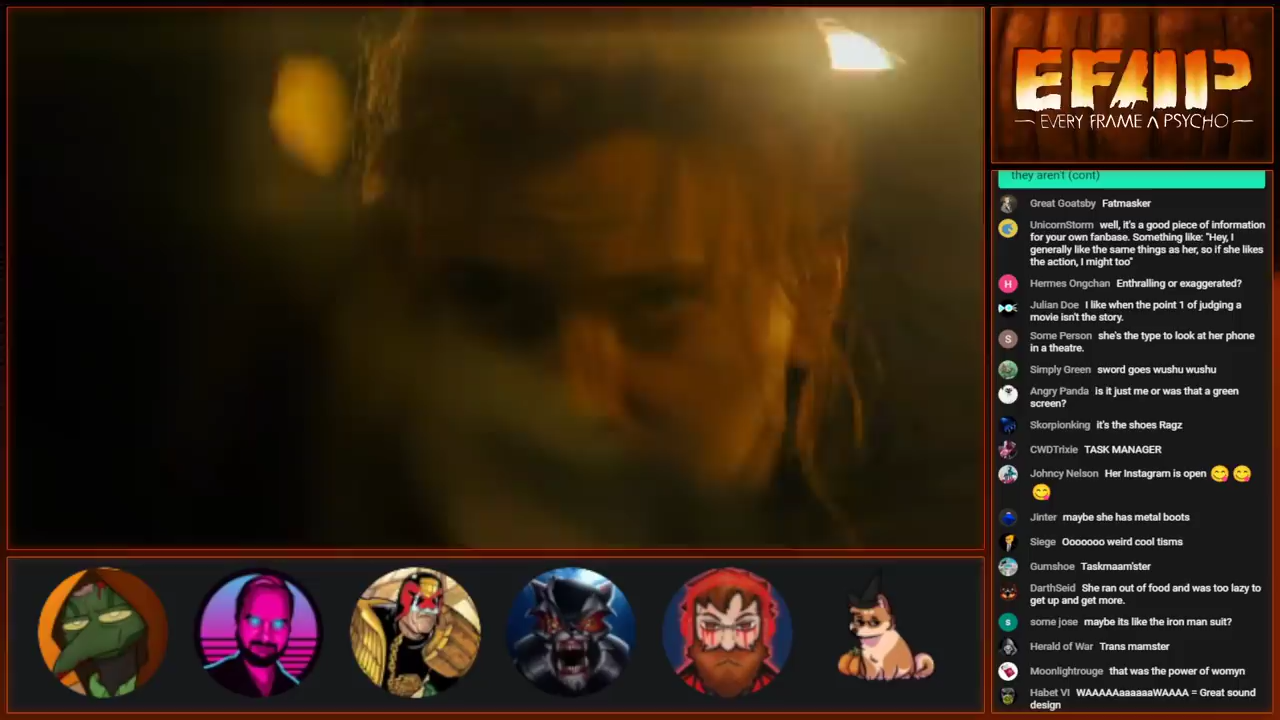 EFAP
EVERY FRAME A PSYCHO
they aren't (cont)
Great Goatsby Fatmasker
UnicornStorm well, it's a good piece of information
for your own fanbase. Something like: "Hey, I
generally like the same things as her, so if she likes
the action, I might too"
H
Hermes Ongchan Enthralling or exaggerated?
Julian Doe I like when the point 1 of judging a
movie isn't the story.
S
Some Person she's the type to look at her phone
in a theatre.
Simply Green sword goes wushu wushu
Angry Panda is it just me or was that a green
screen?
Skorpionking it's the shoes Ragz
CWDTrixie TASK MANAGER
Johncy Nelson Her Instagram is open 😋 😋
😋
Jinter maybe she has metal boots
Siege Ooooooo weird cool tisms
Gumshoe Taskmaam'ster
DarthSeid She ran out of food and was too lazy to
get up and get more.
s
some jose maybe its like the iron man suit?
Herald of War Trans mamster
Moonlightrouge that was the power of womyn
Habet VI WAAAAAaaaaaWAAAA = Great sound
design